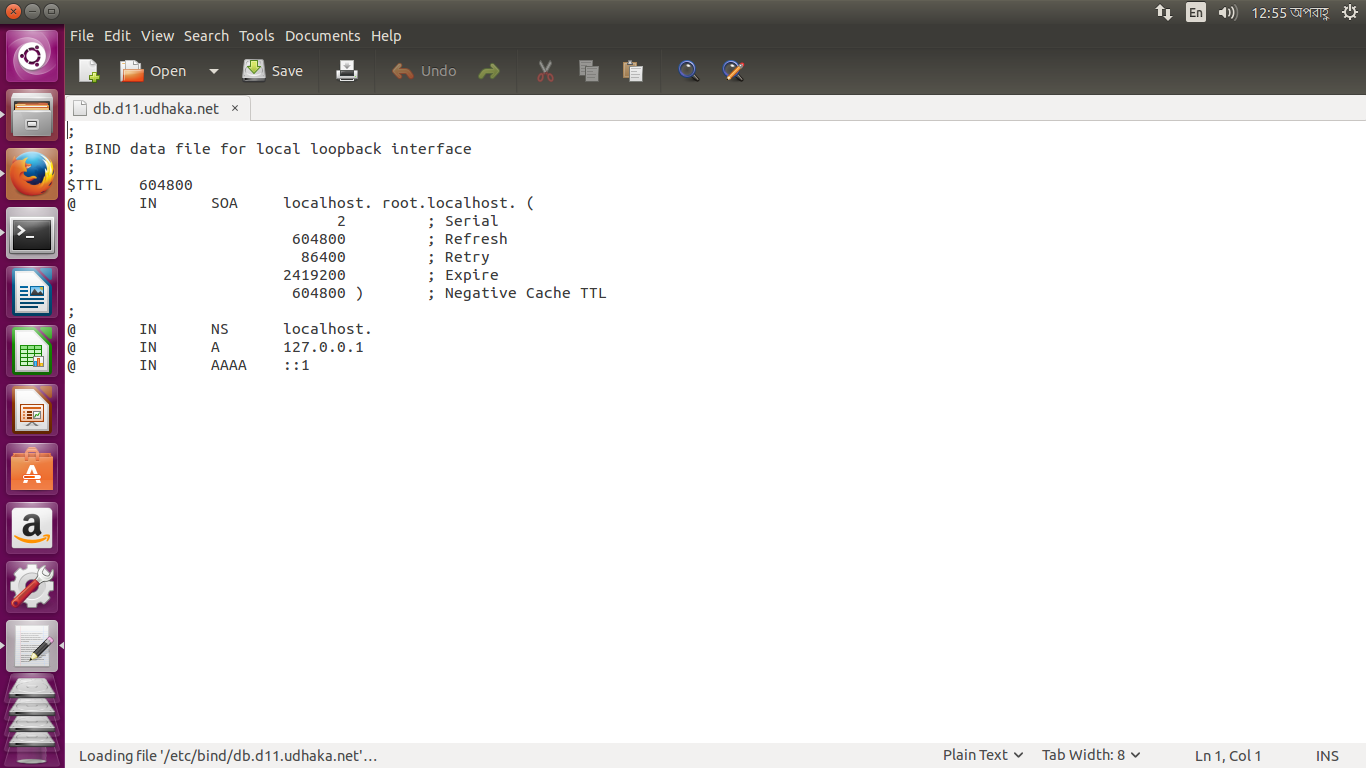 En 12:55 অপরাহ্ণ
File Edit View Search Tools Documents Help
Open Save Undo
db.d11.udhaka.net ×
;
; BIND data file for local loopback interface
;
$TTL    604800
@       IN      SOA     localhost. root.localhost. (
                              2         ; Serial
                         604800         ; Refresh
                          86400         ; Retry
                        2419200         ; Expire
                         604800 )       ; Negative Cache TTL
;
@       IN      NS      localhost.
@       IN      A       127.0.0.1
@       IN      AAAA    ::1
Loading file '/etc/bind/db.d11.udhaka.net'… Plain Text Tab Width: 8 Ln 1, Col 1 INS